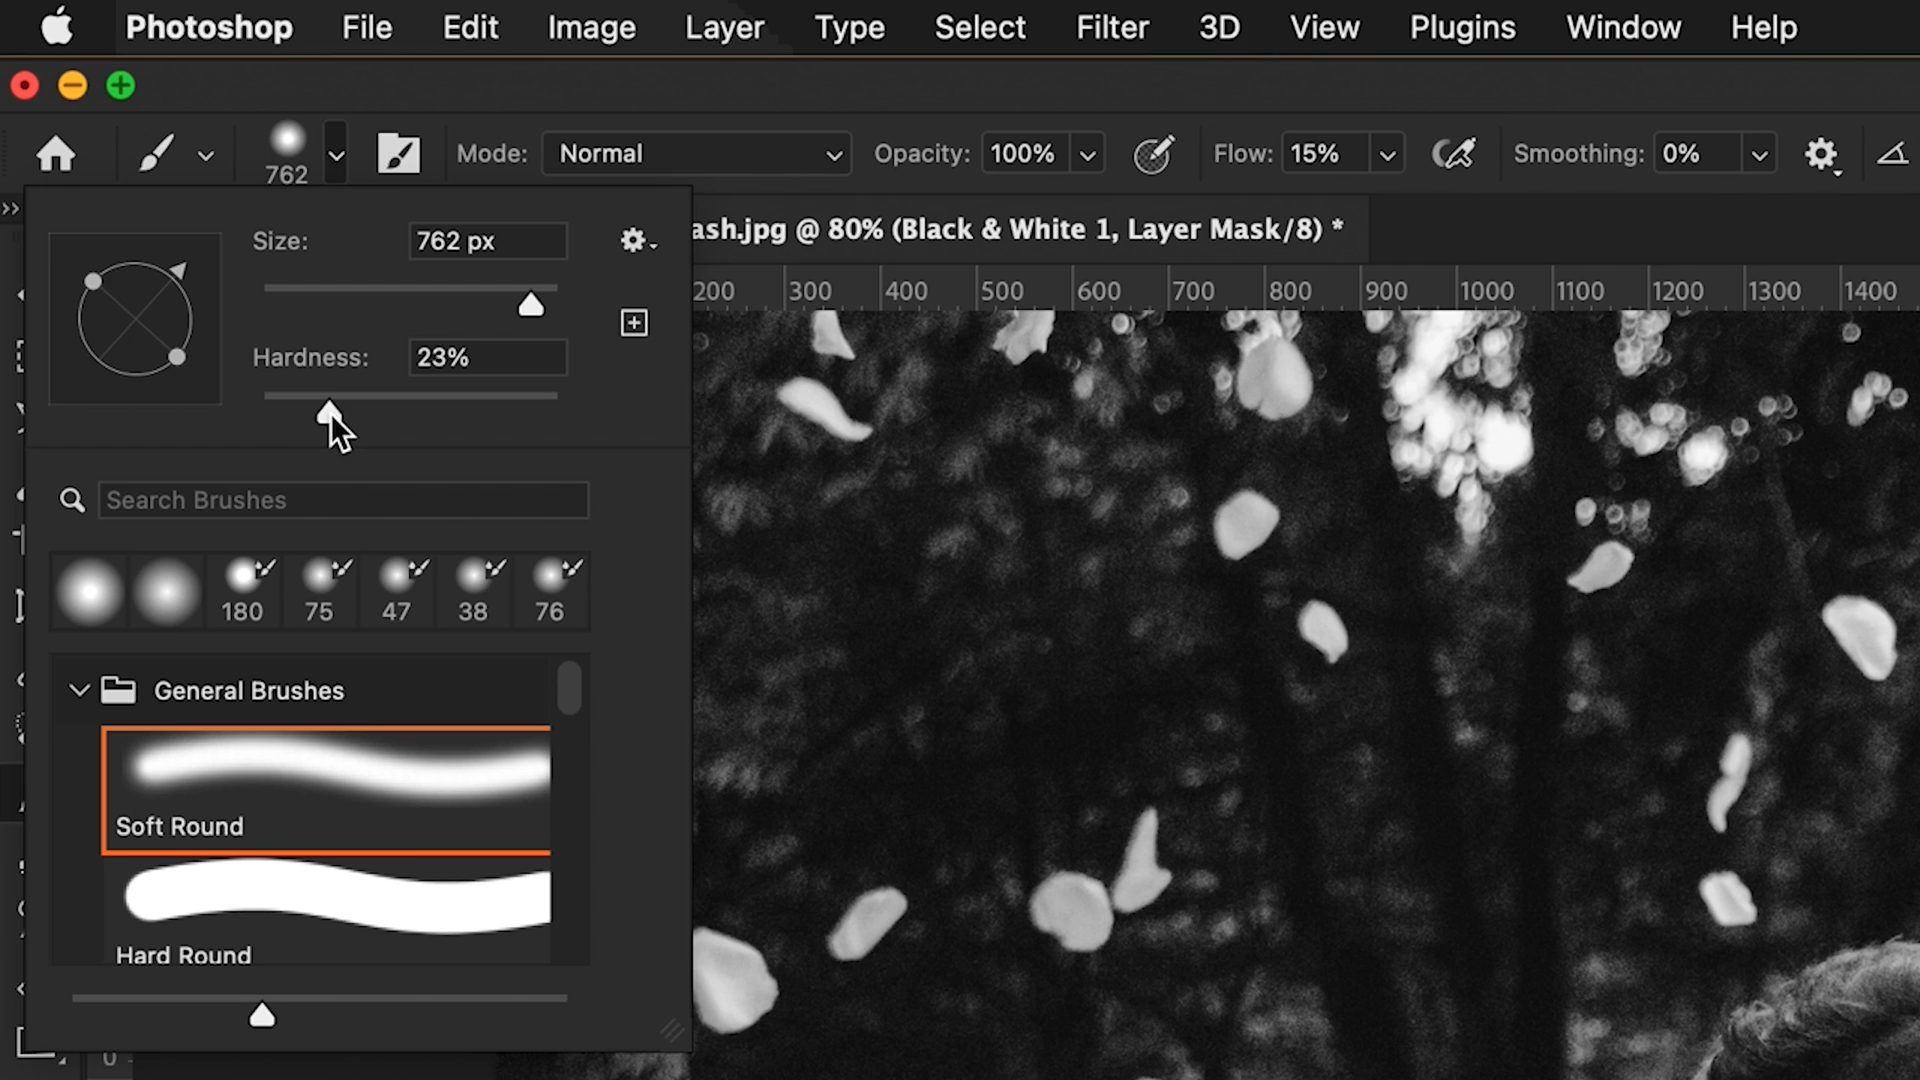 Photoshop File Edit Image Layer Type Select Filter 3D View Plugins Window Help
762 Mode: Normal Opacity: 100% Flow: 15% Smoothing: 0%
ash.jpg @ 80% (Black & White 1, Layer Mask/8) *
Size: 762 px
200 300 400 500 600 700 800 900 1000 1100 1200 1300 1400
Hardness: 23%
Search Brushes
180 75 47 38 76
General Brushes
Soft Round
Hard Round
0